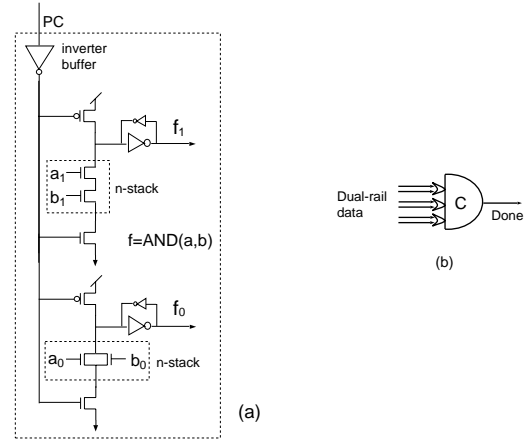 PC
inverter
buffer
f1
a1
b1
n-stack
f=AND(a,b)
f0
a0
b0
n-stack
(a)
Dual-rail
data
C
Done
(b)